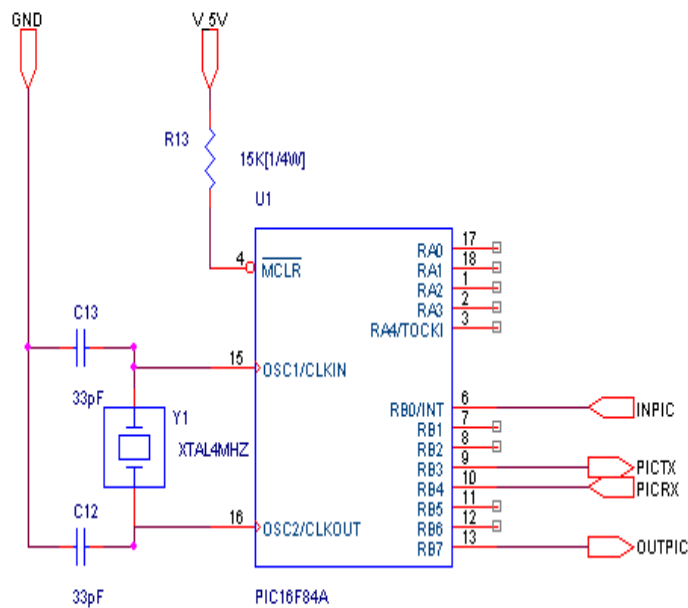 GND
V_5V
R13
15K[1/4W]
U1
4
MCLR
17
RA0
18
RA1
1
RA2
2
RA3
3
RA4/TOCKI
C13
33pF
15
OSC1/CLKIN
Y1
XTAL4MHZ
6
RB0/INT
INPIC
7
RB1
8
RB2
9
RB3
PICTX
10
RB4
PICRX
11
RB5
12
RB6
13
RB7
OUTPIC
C12
33pF
16
OSC2/CLKOUT
PIC16F84A